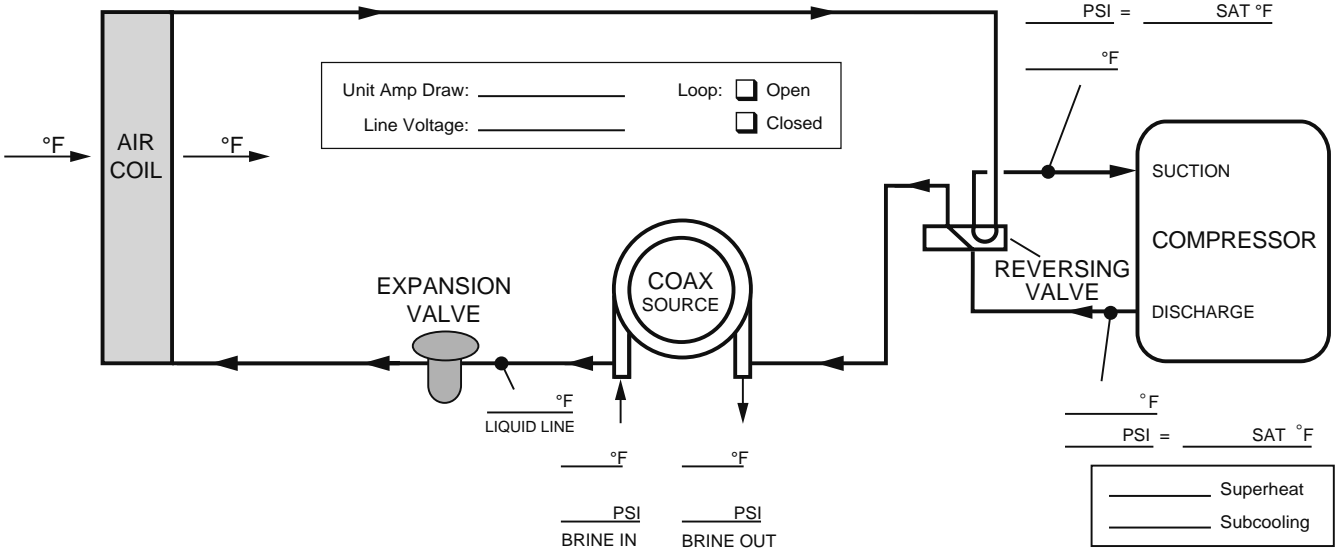 PSI = SAT °F
°F
Unit Amp Draw:
Line Voltage:
Loop: Open
Closed
°F
AIR
COIL
°F
SUCTION
COMPRESSOR
DISCHARGE
REVERSING
VALVE
COAX
SOURCE
EXPANSION
VALVE
°F
LIQUID LINE
°F
PSI
BRINE IN
°F
PSI
BRINE OUT
°F
PSI = SAT °F
Superheat
Subcooling